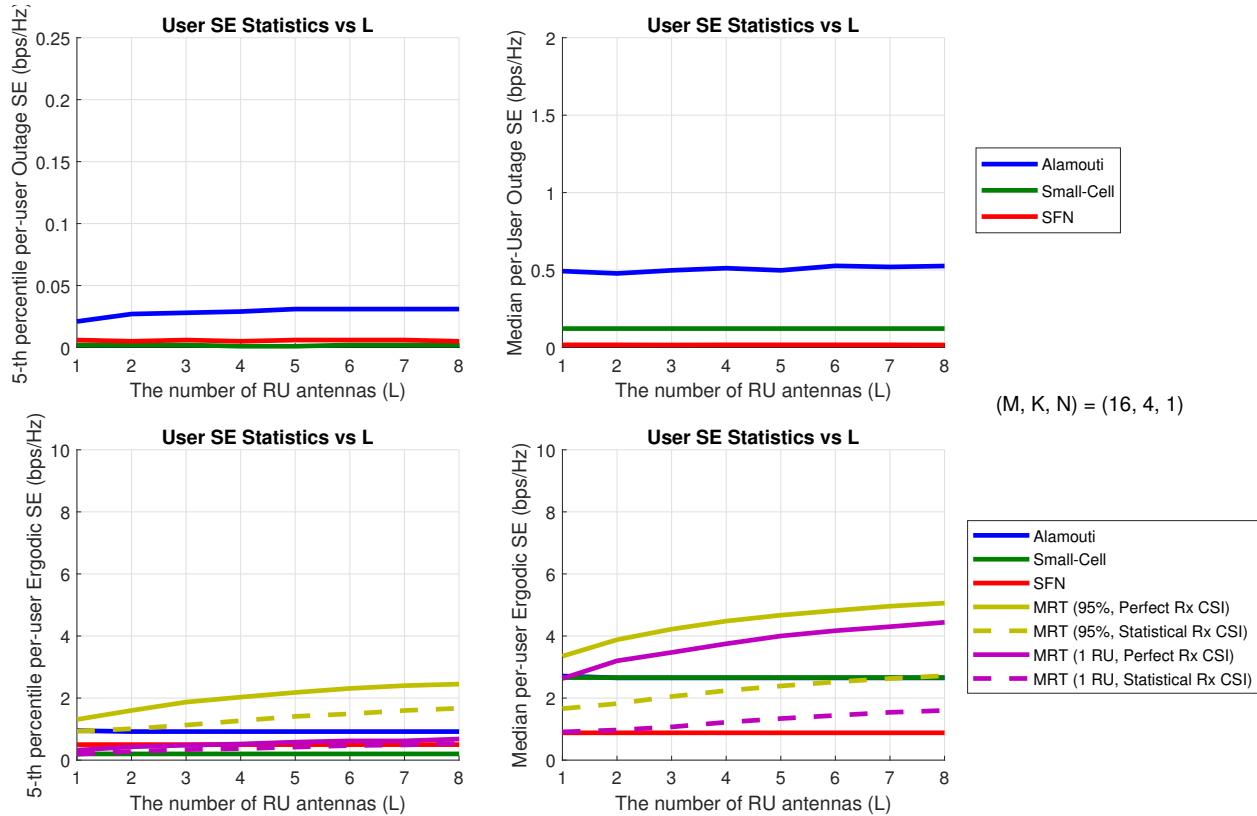 User SE Statistics vs L
5-th percentile per-user Outage SE (bps/Hz)
0.25
0.2
0.15
0.1
0.05
0
1 2 3 4 5 6 7 8
The number of RU antennas (L)
User SE Statistics vs L
Median per-User Outage SE (bps/Hz)
2
1.5
1
0.5
0
1 2 3 4 5 6 7 8
The number of RU antennas (L)
Alamouti
Small-Cell
SFN
(M, K, N) = (16, 4, 1)
User SE Statistics vs L
5-th percentile per-user Ergodic SE (bps/Hz)
10
8
6
4
2
0
1 2 3 4 5 6 7 8
The number of RU antennas (L)
User SE Statistics vs L
Median per-user Ergodic SE (bps/Hz)
10
8
6
4
2
0
1 2 3 4 5 6 7 8
The number of RU antennas (L)
Alamouti
Small-Cell
SFN
MRT (95%, Perfect Rx CSI)
MRT (95%, Statistical Rx CSI)
MRT (1 RU, Perfect Rx CSI)
MRT (1 RU, Statistical Rx CSI)